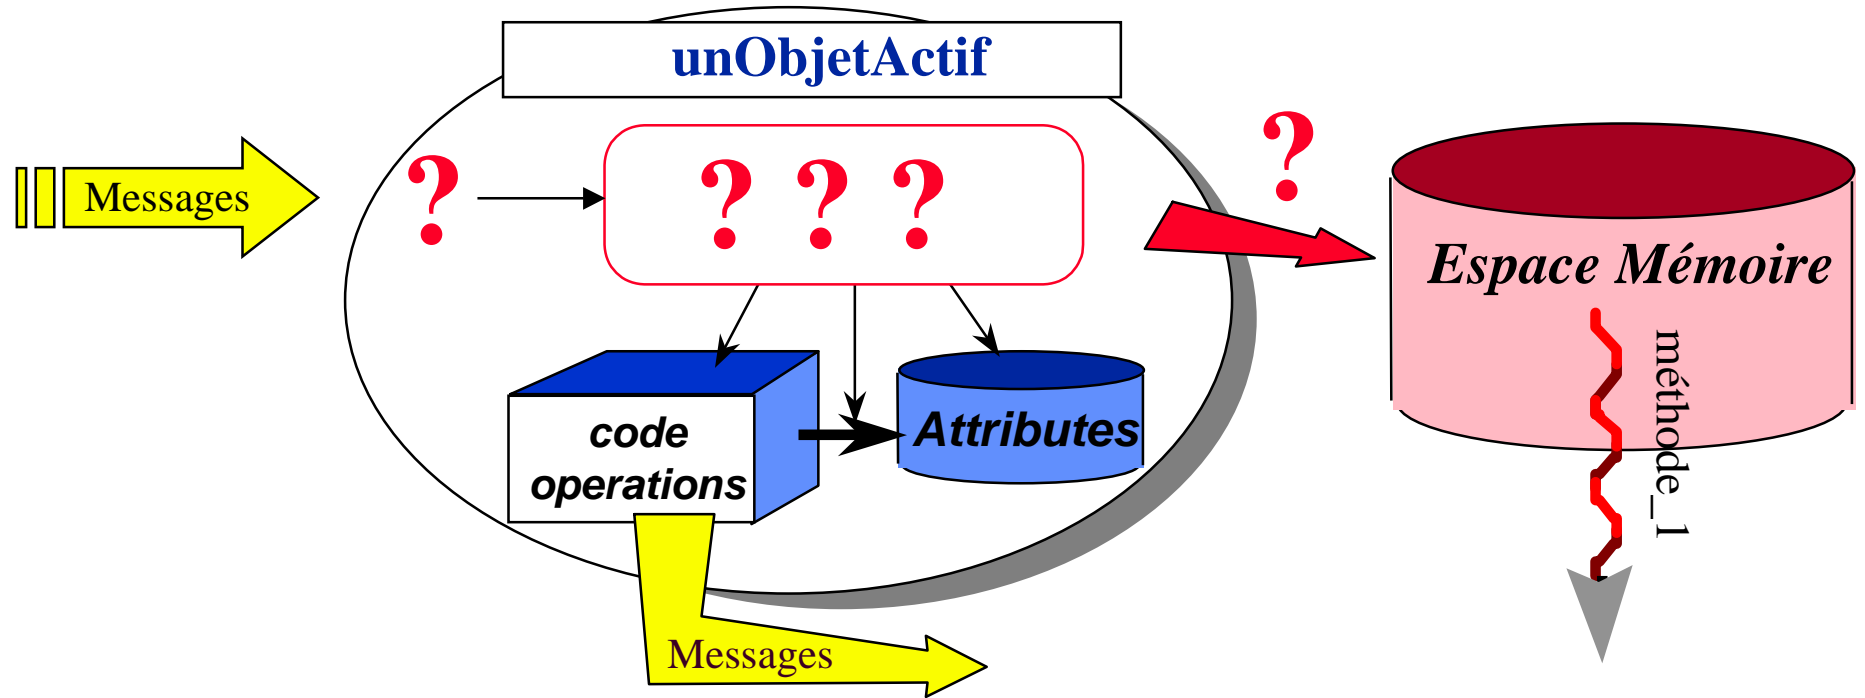 unObjetActif
Messages
?
? ? ?
?
Espace Mémoire
méthode_1
code
operations
Attributes
Messages